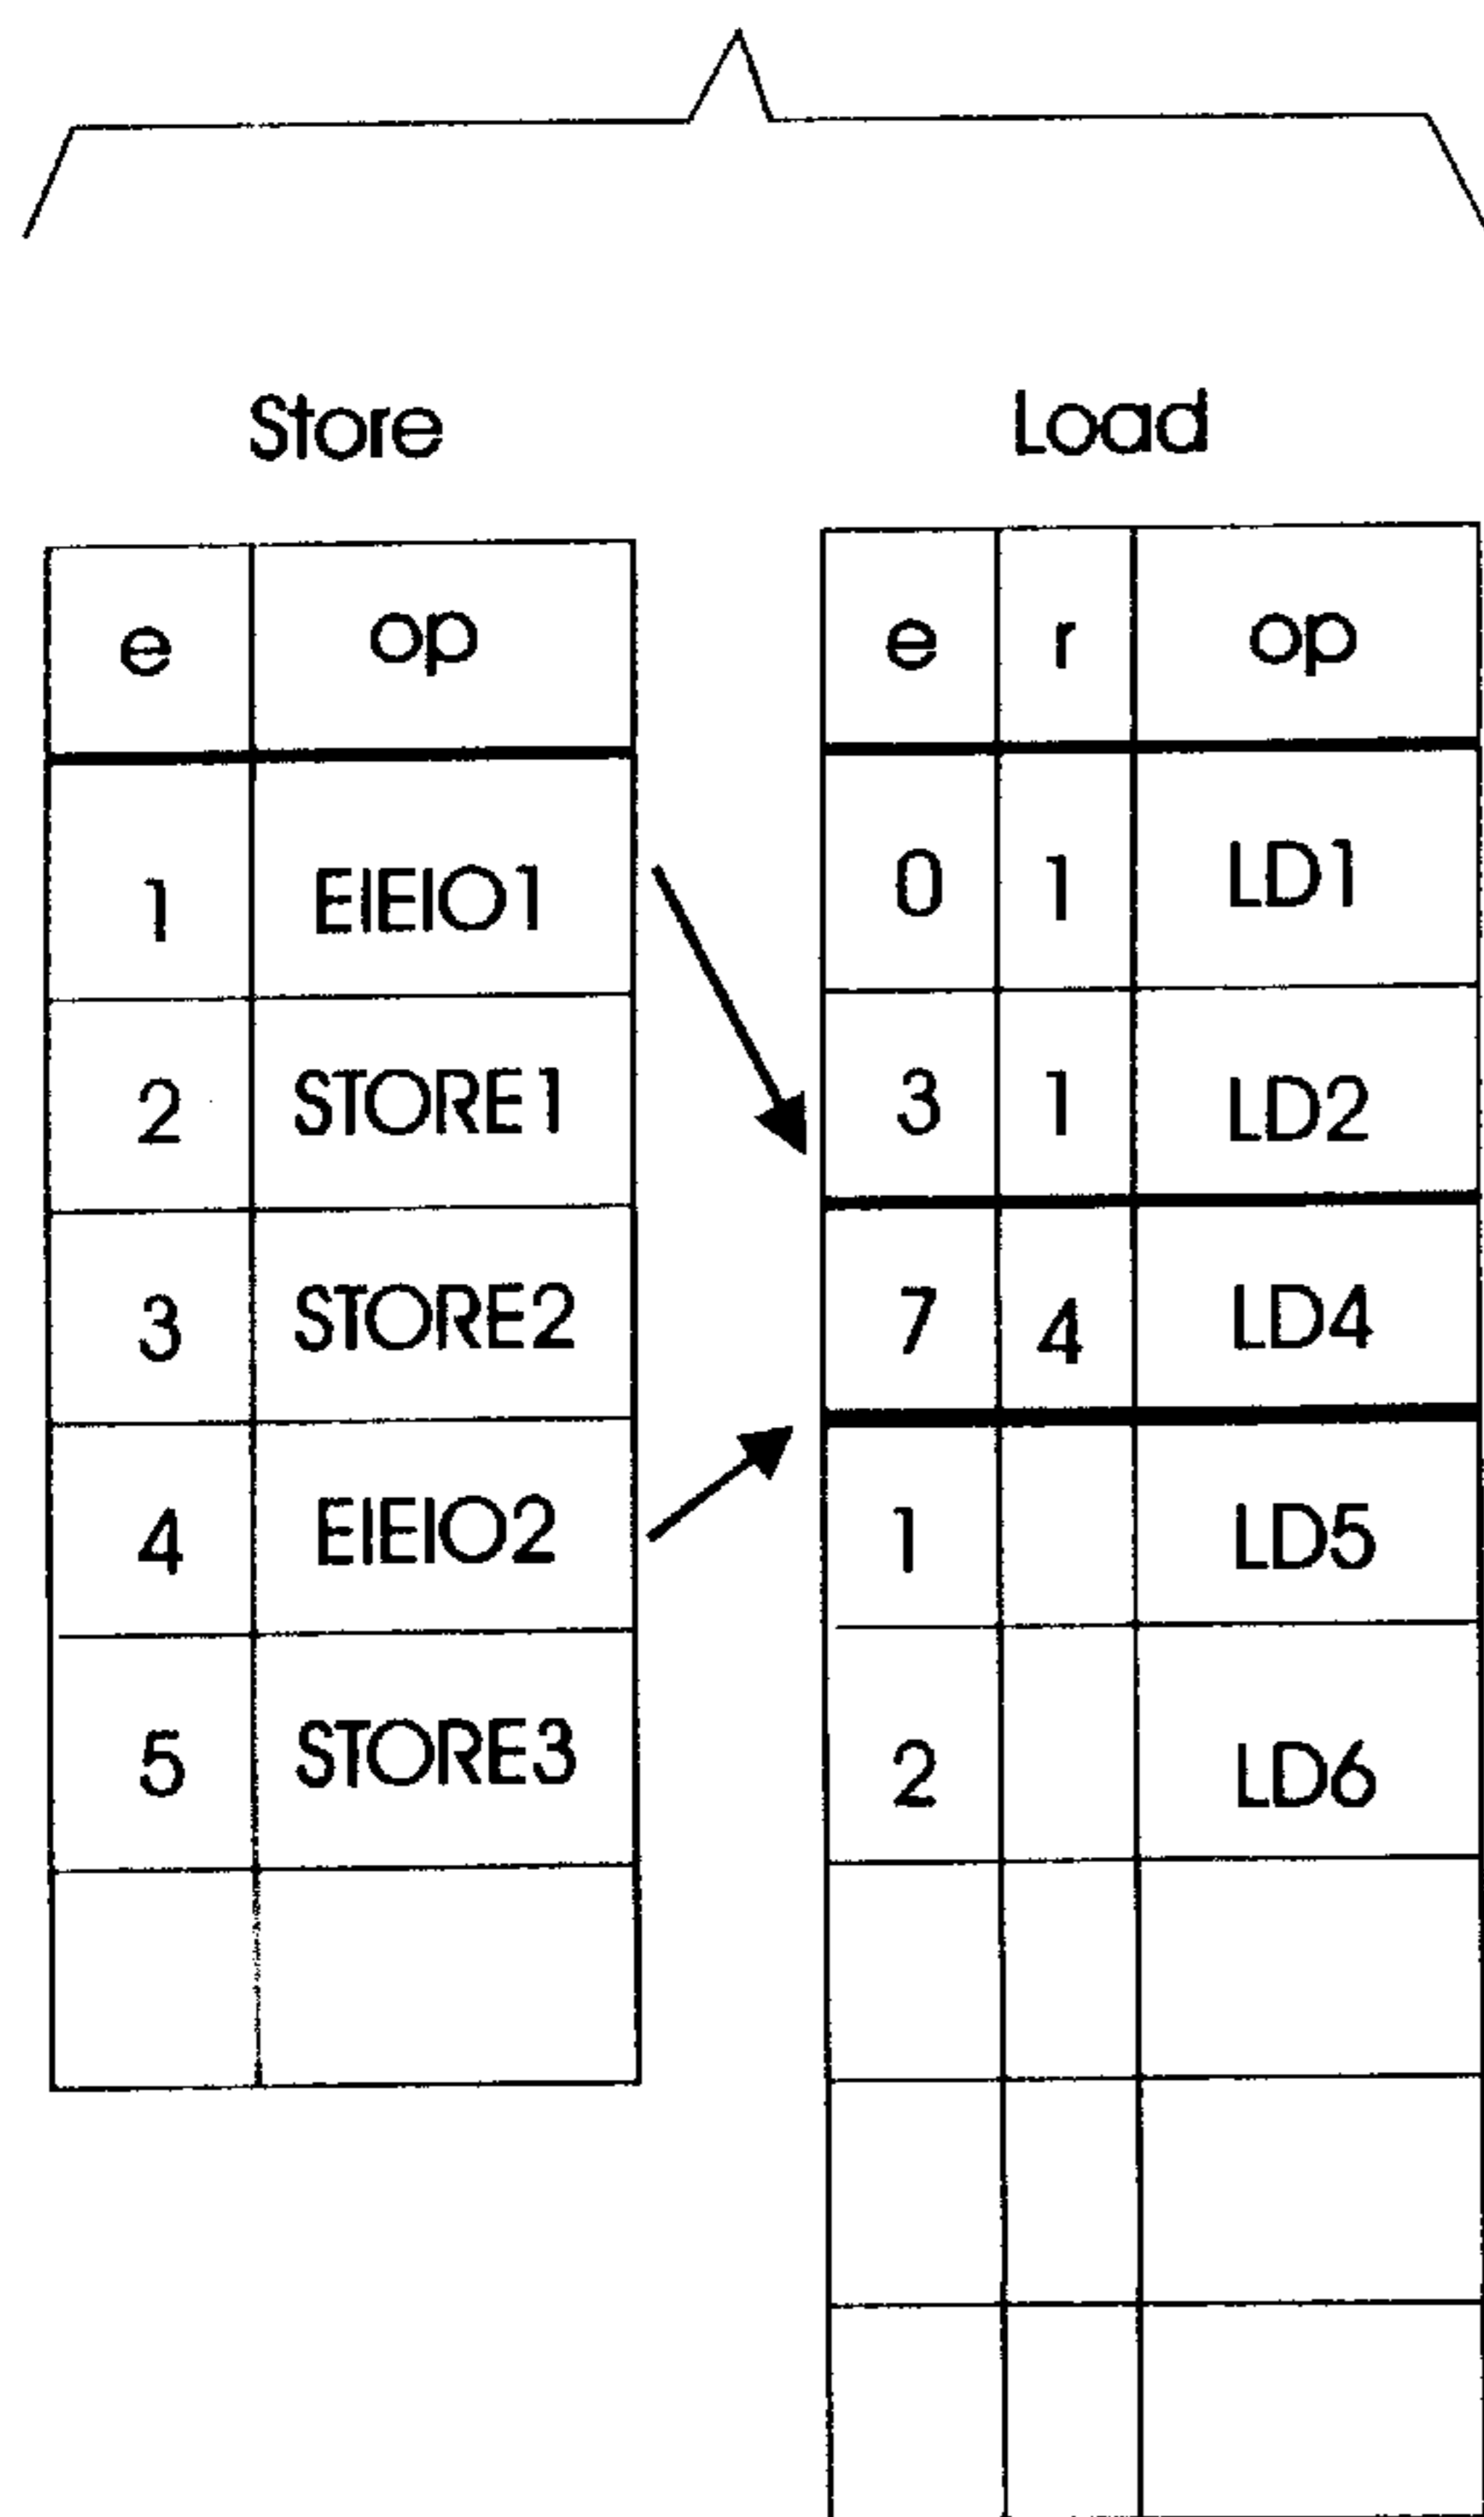 Store
e op
1 EIEIO1
2 STORE1
3 STORE2
4 EIEIO2
5 STORE3
Load
e r op
0 1 LD1
3 1 LD2
7 4 LD4
1 LD5
2 LD6